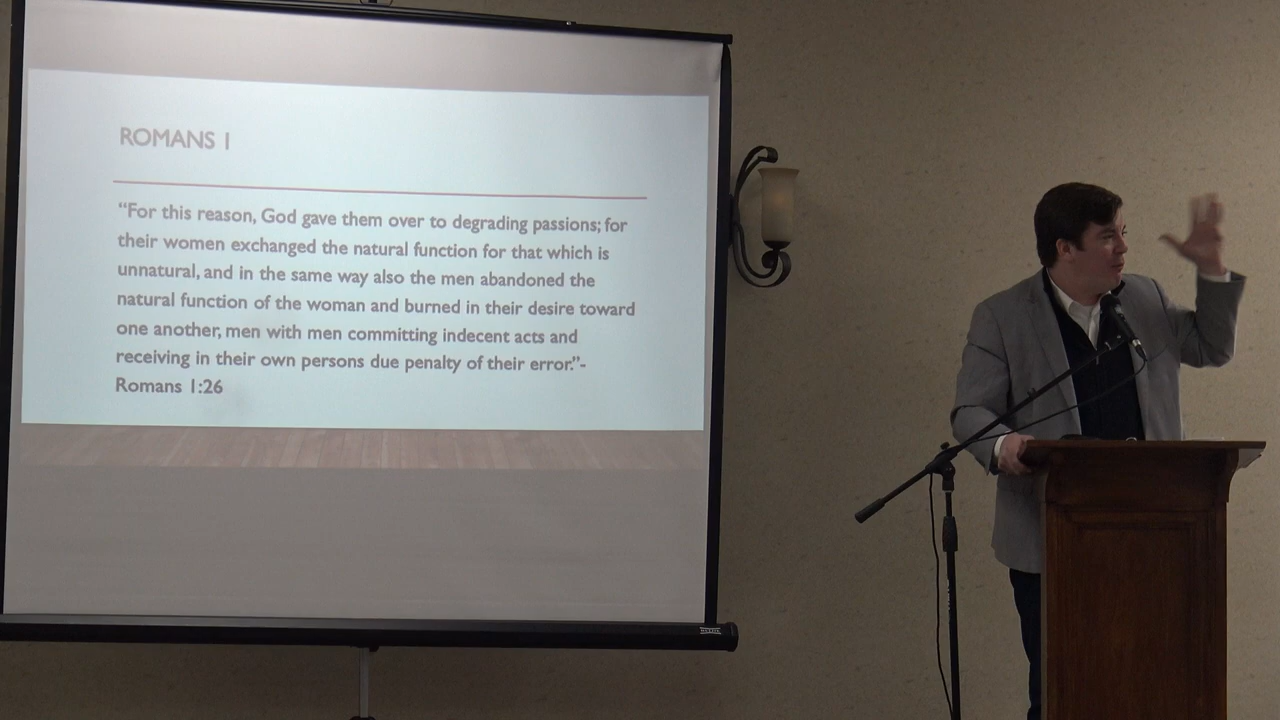 ROMANS 1
“For this reason, God gave them over to degrading passions; for
their women exchanged the natural function for that which is
unnatural, and in the same way also the men abandoned the
natural function of the woman and burned in their desire toward
one another, men with men committing indecent acts and
receiving in their own persons due penalty of their error.”-
Romans 1:26